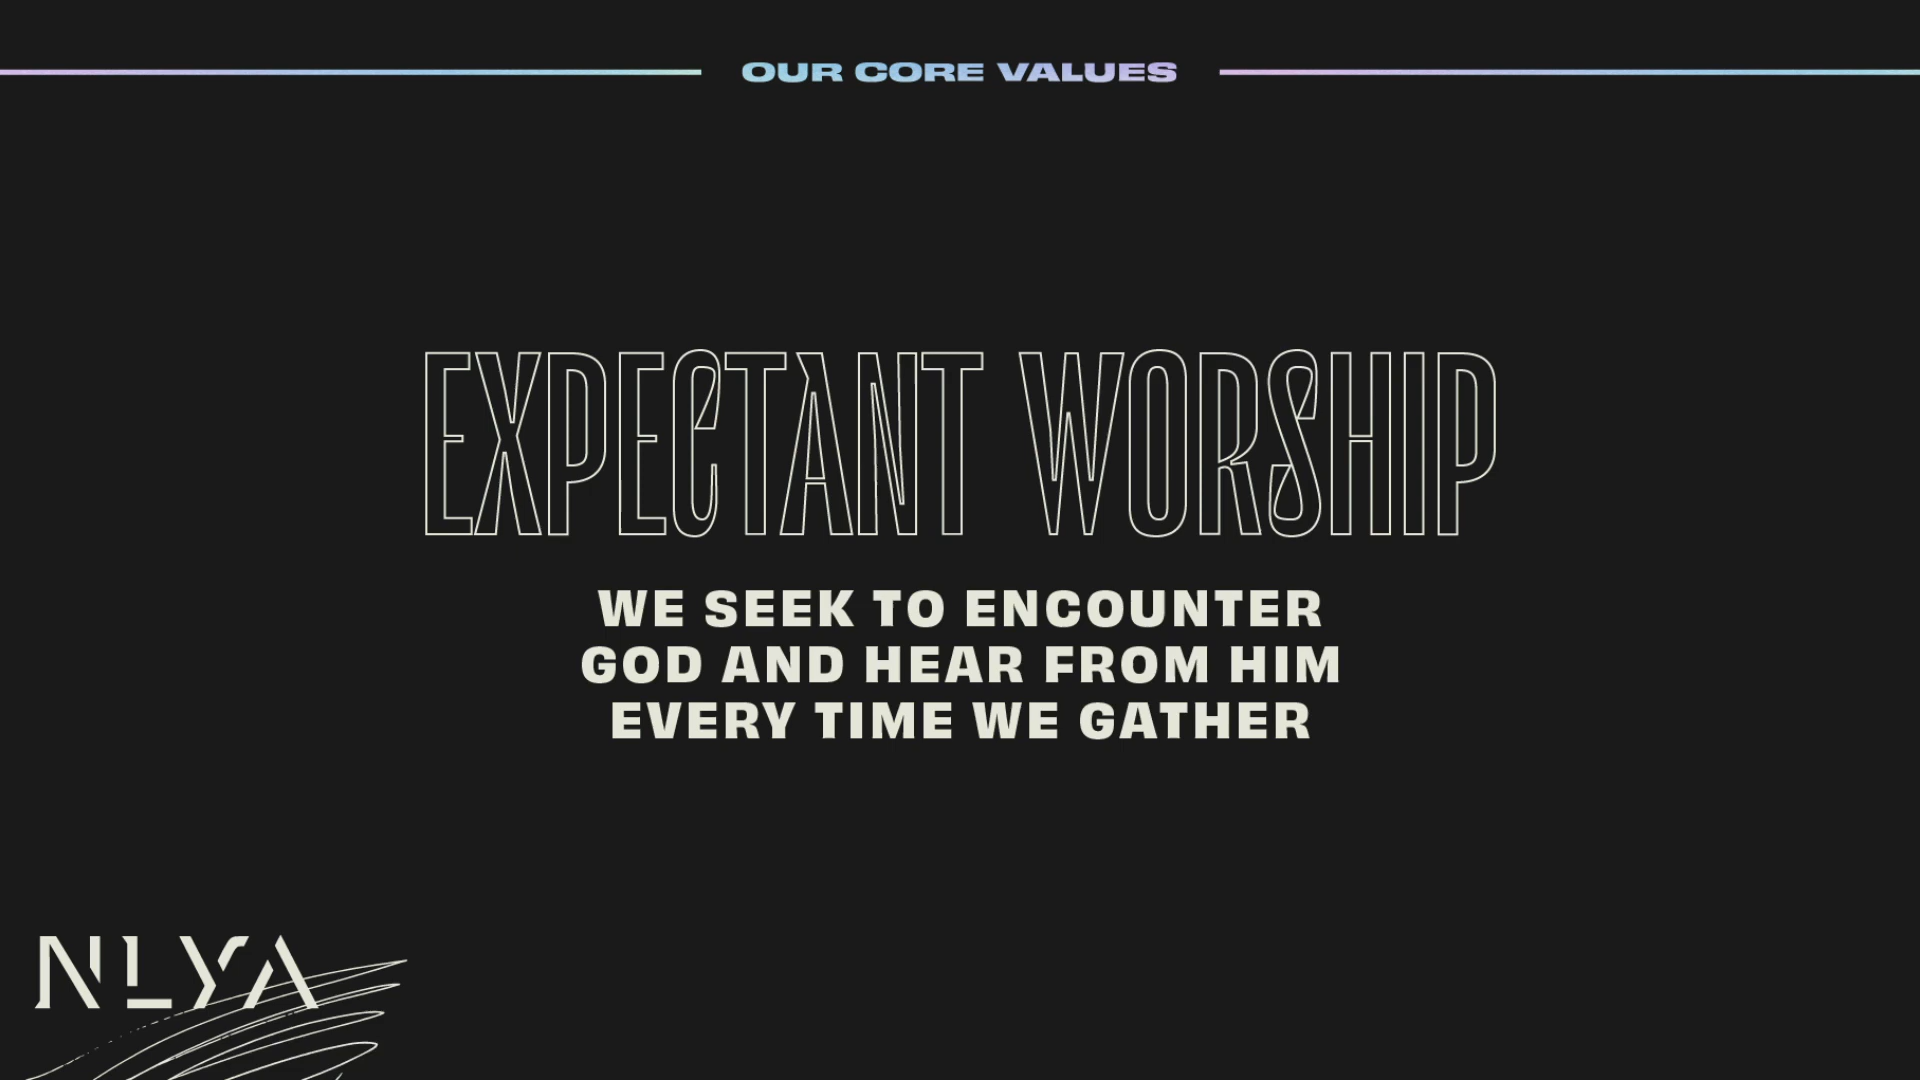 OUR CORE VALUES
EXPECTANT WORSHIP
WE SEEK TO ENCOUNTER
GOD AND HEAR FROM HIM
EVERY TIME WE GATHER
NLYA